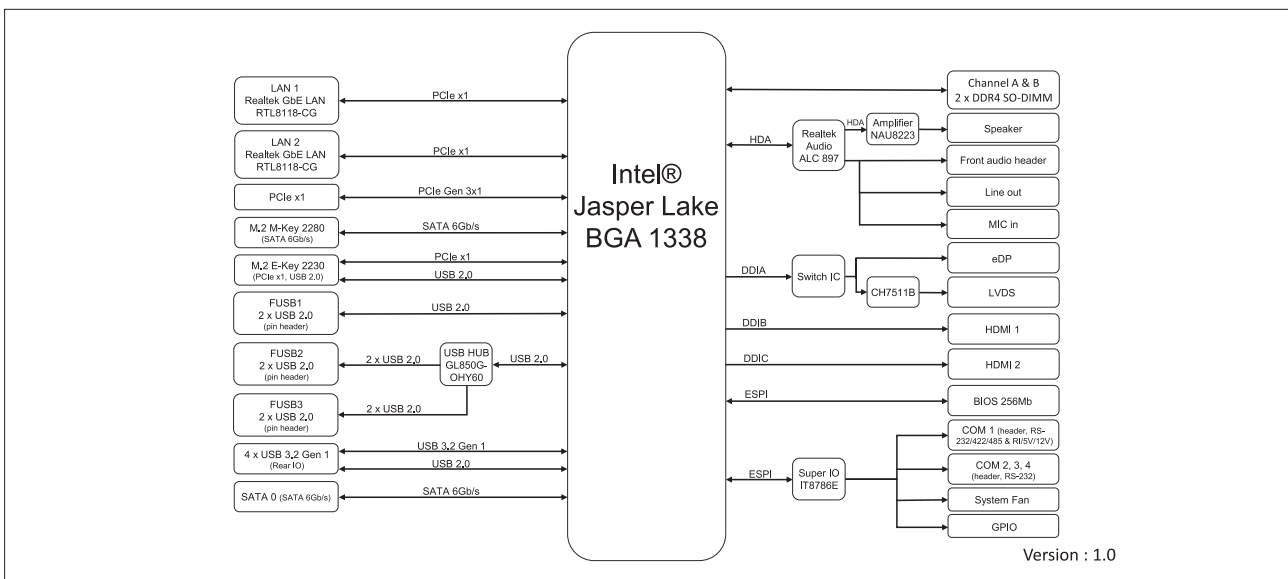 LAN 1
Realtek GbE LAN
RTL8118-CG
PCIe x1
LAN 2
Realtek GbE LAN
RTL8118-CG
PCIe x1
PCIe x1
PCIe Gen 3x1
M.2 M-Key 2280
(SATA 6Gb/s)
SATA 6Gb/s
M.2 E-Key 2230
(PCIe x1, USB 2.0)
PCIe x1
USB 2.0
FUSB1
2 x USB 2.0
(pin header)
USB 2.0
FUSB2
2 x USB 2.0
(pin header)
2 x USB 2.0
USB HUB
GL850G-
OHY60
USB 2.0
FUSB3
2 x USB 2.0
(pin header)
2 x USB 2.0
4 x USB 3.2 Gen 1
(Rear IO)
USB 3.2 Gen 1
USB 2.0
SATA 0 (SATA 6Gb/s)
SATA 6Gb/s
Intel®
Jasper Lake
BGA 1338
Channel A & B
2 x DDR4 SO-DIMM
HDA
Realtek
Audio
ALC 897
HDA
Amplifier
NAU8223
Speaker
Front audio header
Line out
MIC in
DDIA
Switch IC
eDP
CH7511B
LVDS
DDIB
HDMI 1
DDIC
HDMI 2
ESPI
BIOS 256Mb
ESPI
Super IO
IT8786E
COM 1 (header, RS-
232/422/485 & RI/5V/12V)
COM 2, 3, 4
(header, RS-232)
System Fan
GPIO
Version : 1.0